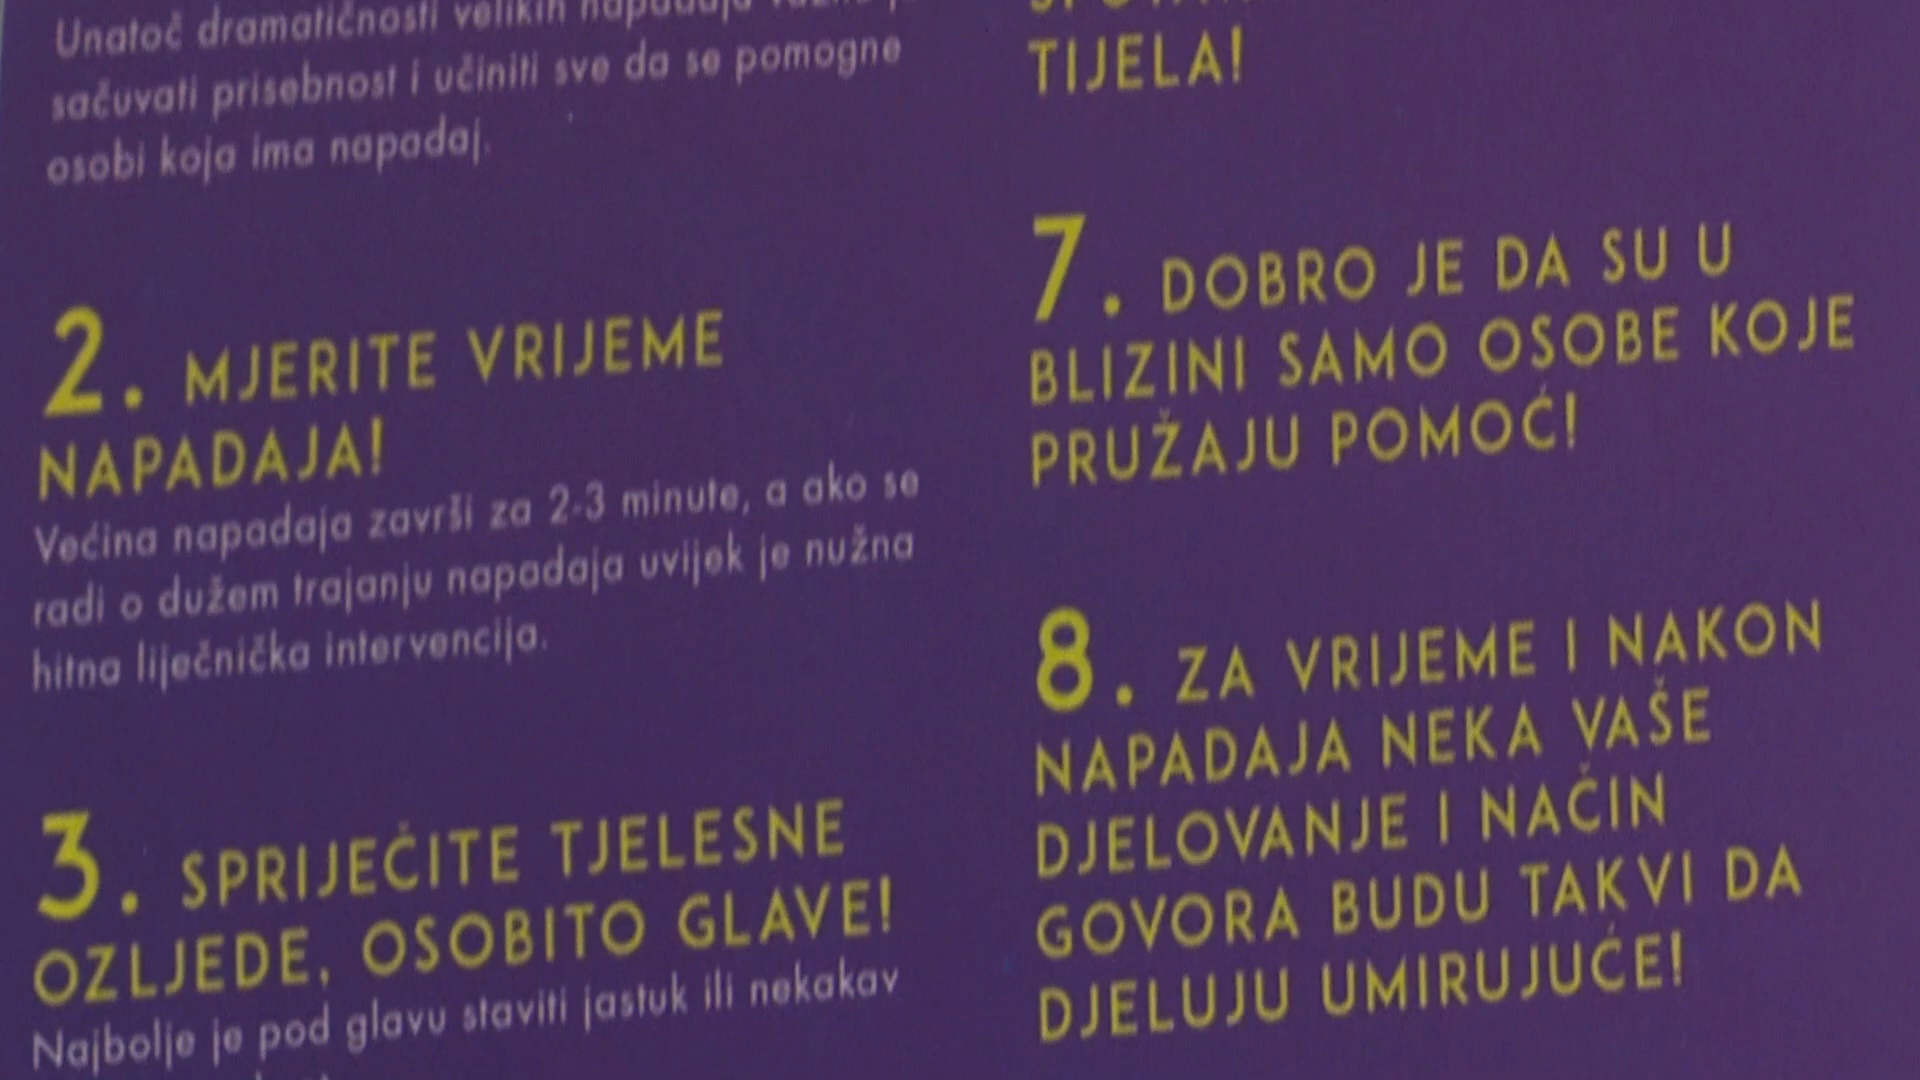 Unatoč dramatičnosti velikih napadaja
sačuvati prisebnost i učiniti sve da se pomogne
osobi koja ima napadaj.
2. MJERITE VRIJEME
NAPADAJA!
Većina napadaja završi za 2-3 minute, a ako se
radi o dužem trajanju napadaja uvijek je nužna
hitna liječnička intervencija.
3. SPRIJEČITE TJELESNE
OZLJEDE, OSOBITO GLAVE!
Najbolje je pod glavu staviti jastuk ili nekakav
TIJELA!
7. DOBRO JE DA SU U
BLIZINI SAMO OSOBE KOJE
PRUŽAJU POMOĆ!
8. ZA VRIJEME I NAKON
NAPADAJA NEKA VAŠE
DJELOVANJE I NAČIN
GOVORA BUDU TAKVI DA
DJELUJU UMIRUJUĆE!